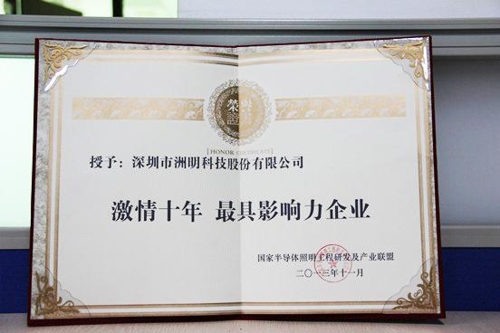 荣誉
證書
[HONOR CERTIFICATE]
授予：深圳市洲明科技股份有限公司
激情十年 最具影响力企业
国家半导体照明工程研发及产业联盟
二〇一三年十一月